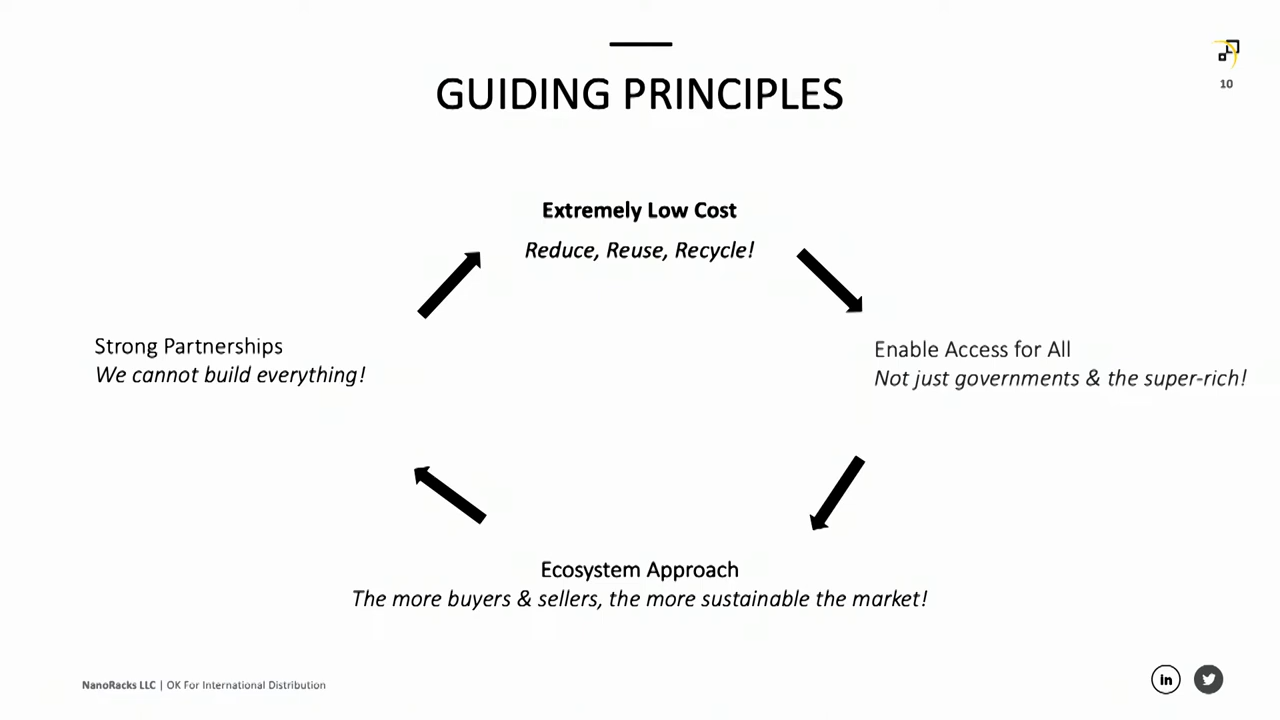 10
GUIDING PRINCIPLES
Extremely Low Cost
Reduce, Reuse, Recycle!
Strong Partnerships
We cannot build everything!
Enable Access for All
Not just governments & the super-rich!
Ecosystem Approach
The more buyers & sellers, the more sustainable the market!
NanoRacks LLC | OK For International Distribution
in